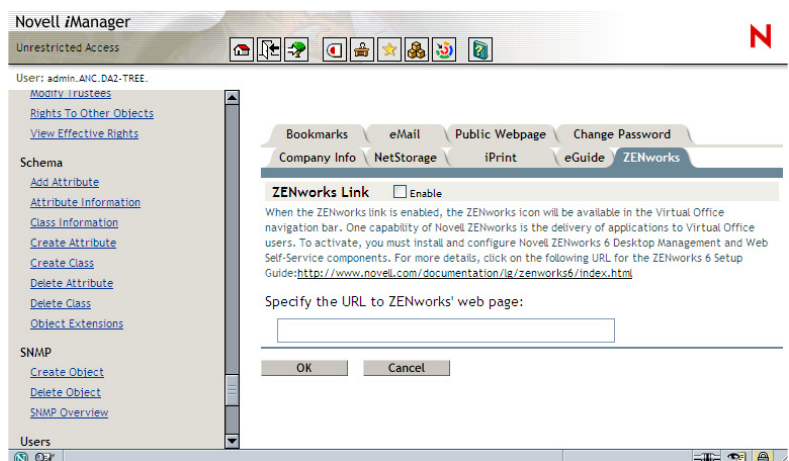 Novell iManager
Unrestricted Access
N
User: admin.ANC.DA2-TREE.
Modify Trustees
Rights To Other Objects
View Effective Rights
Schema
Add Attribute
Attribute Information
Class Information
Create Attribute
Create Class
Delete Attribute
Delete Class
Object Extensions
SNMP
Create Object
Delete Object
SNMP Overview
Users
Bookmarks eMail Public Webpage Change Password
Company Info NetStorage iPrint eGuide ZENworks
ZENworks Link Enable
When the ZENworks link is enabled, the ZENworks icon will be available in the Virtual Office
navigation bar. One capability of Novell ZENworks is the delivery of applications to Virtual Office
users. To activate, you must install and configure Novell ZENworks 6 Desktop Management and Web
Self-Service components. For more details, click on the following URL for the ZENworks 6 Setup
Guide:http://www.novell.com/documentation/lg/zenworks6/index.html
Specify the URL to ZENworks' web page:
OK Cancel